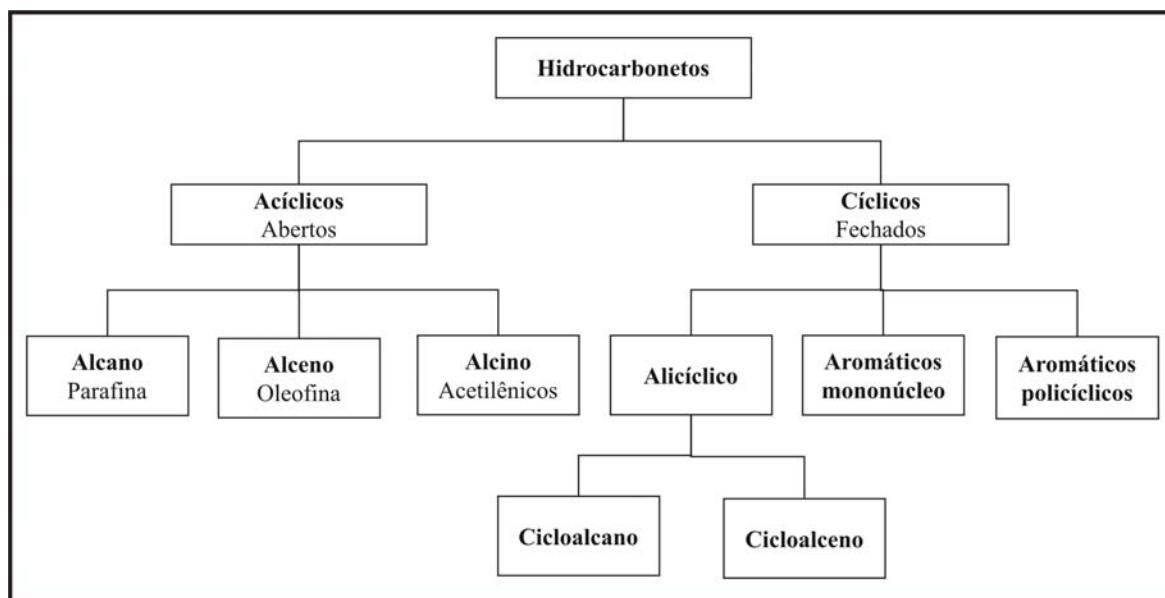 Hidrocarbonetos
Acíclicos
Abertos
Cíclicos
Fechados
Alcano
Parafina
Alceno
Oleofina
Alcino
Acetilênicos
Alicíclico
Aromáticos
mononúcleo
Aromáticos
policíclicos
Cicloalcano
Cicloalceno